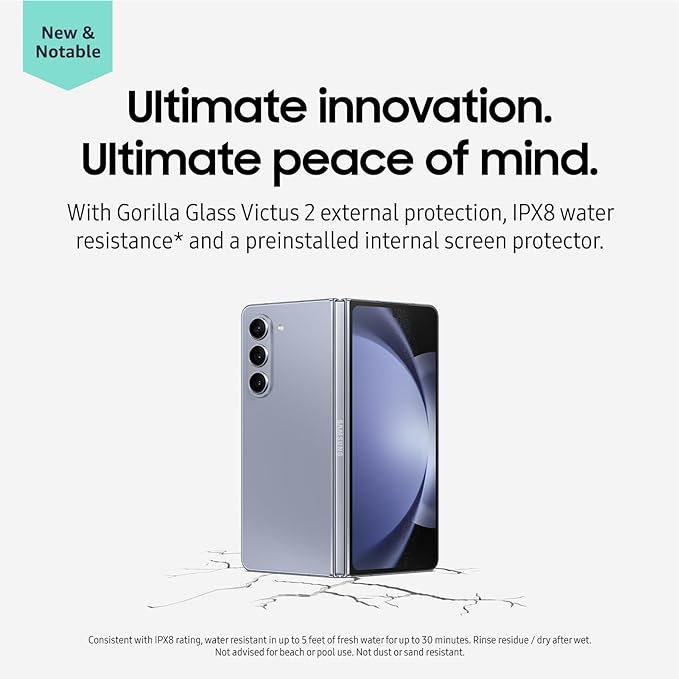 New &
Notable
Ultimate innovation.
Ultimate peace of mind.
With Gorilla Glass Victus 2 external protection, IPX8 water
resistance* and a preinstalled internal screen protector.
SAMSUNG
Consistent with IPX8 rating, water resistant in up to 5 feet of fresh water for up to 30 minutes. Rinse residue / dry after wet.
Not advised for beach or pool use. Not dust or sand resistant.